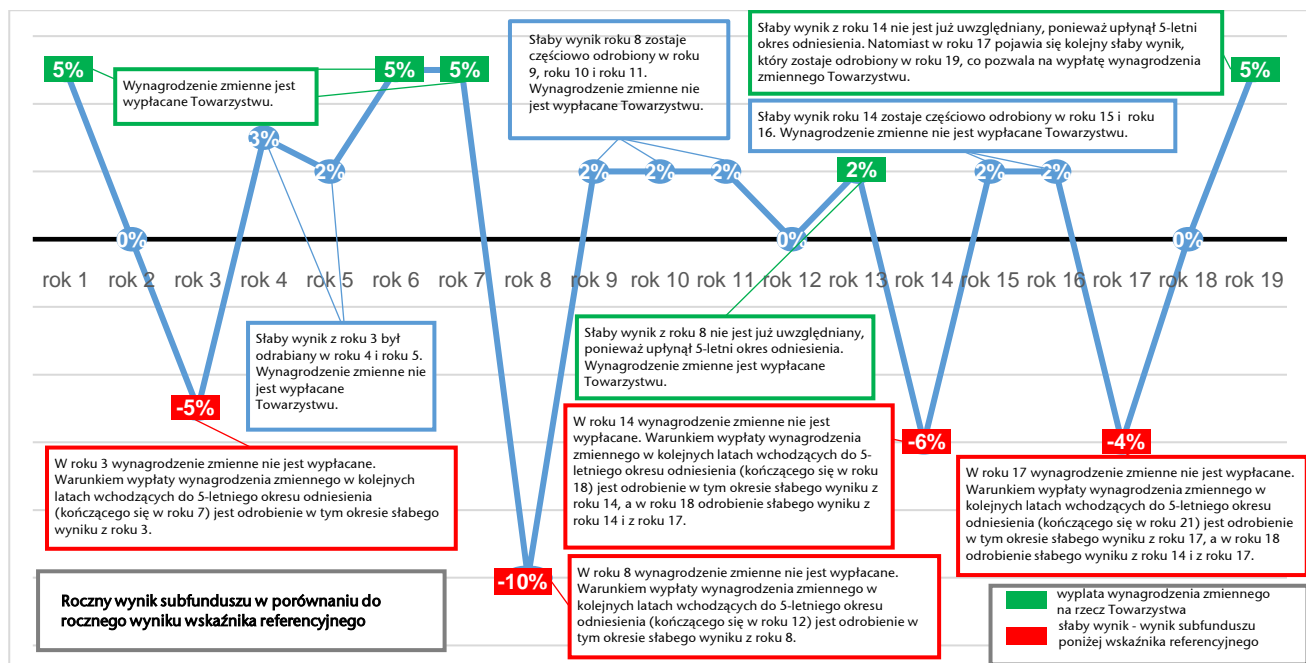 Słaby wynik z roku 14 nie jest już uwzględniany, ponieważ upłynął 5-letni
okres odniesienia. Natomiast w roku 17 pojawia się kolejny słaby wynik,
który zostaje odrobiony w roku 19, co pozwala na wypłatę wynagrodzenia
zmiennego Towarzystwu.
Słaby wynik roku 8 zostaje
częściowo odrobiony w roku
9, roku 10 i roku 11.
Wynagrodzenie zmienne nie
jest wypłacane Towarzystwu.
Wynagrodzenie zmienne jest
wypłacane Towarzystwu.
Słaby wynik roku 14 zostaje częściowo odrobiony w roku 15 i roku
16. Wynagrodzenie zmienne nie jest wypłacane Towarzystwu.
5%
0%
-5%
3%
2%
5%
5%
-10%
2%
2%
2%
0%
2%
-6%
2%
2%
-4%
0%
5%
rok 1
rok 2
rok 3
rok 4
rok 5
rok 6
rok 7
rok 8
rok 9
rok 10
rok 11
rok 12
rok 13
rok 14
rok 15
rok 16
rok 17
rok 18
rok 19
Słaby wynik z roku 3 był
odrabiany w roku 4 i roku 5.
Wynagrodzenie zmienne nie
jest wypłacane
Towarzystwu.
Słaby wynik z roku 8 nie jest już uwzględniany,
ponieważ upłynął 5-letni okres odniesienia.
Wynagrodzenie zmienne jest wypłacane
Towarzystwu.
W roku 3 wynagrodzenie zmienne nie jest wypłacane.
Warunkiem wypłaty wynagrodzenia zmiennego w kolejnych
latach wchodzących do 5-letniego okresu odniesienia
(kończącego się w roku 7) jest odrobienie w tym okresie słabego
wyniku z roku 3.
W roku 14 wynagrodzenie zmienne nie jest
wypłacane. Warunkiem wypłaty wynagrodzenia
zmiennego w kolejnych latach wchodzących do 5-
letniego okresu odniesienia (kończącego się w roku
18) jest odrobienie w tym okresie słabego wyniku z
roku 14, a w roku 18 odrobienie słabego wyniku z
roku 14 i z roku 17.
W roku 17 wynagrodzenie zmienne nie jest wypłacane.
Warunkiem wypłaty wynagrodzenia zmiennego w
kolejnych latach wchodzących do 5-letniego okresu
odniesienia (kończącego się w roku 21) jest odrobienie
w tym okresie słabego wyniku z roku 17, a w roku 18
odrobienie słabego wyniku z roku 14 i z roku 17.
W roku 8 wynagrodzenie zmienne nie jest wypłacane.
Warunkiem wypłaty wynagrodzenia zmiennego w
kolejnych latach wchodzących do 5-letniego okresu
odniesienia (kończącego się w roku 12) jest odrobienie w
tym okresie słabego wyniku z roku 8.
Roczny wynik subfunduszu w porównaniu do
rocznego wyniku wskaźnika referencyjnego
wyplata wynagrodzenia zmiennego
na rzecz Towarzystwa
słaby wynik - wynik subfunduszu
poniżej wskaźnika referencyjnego